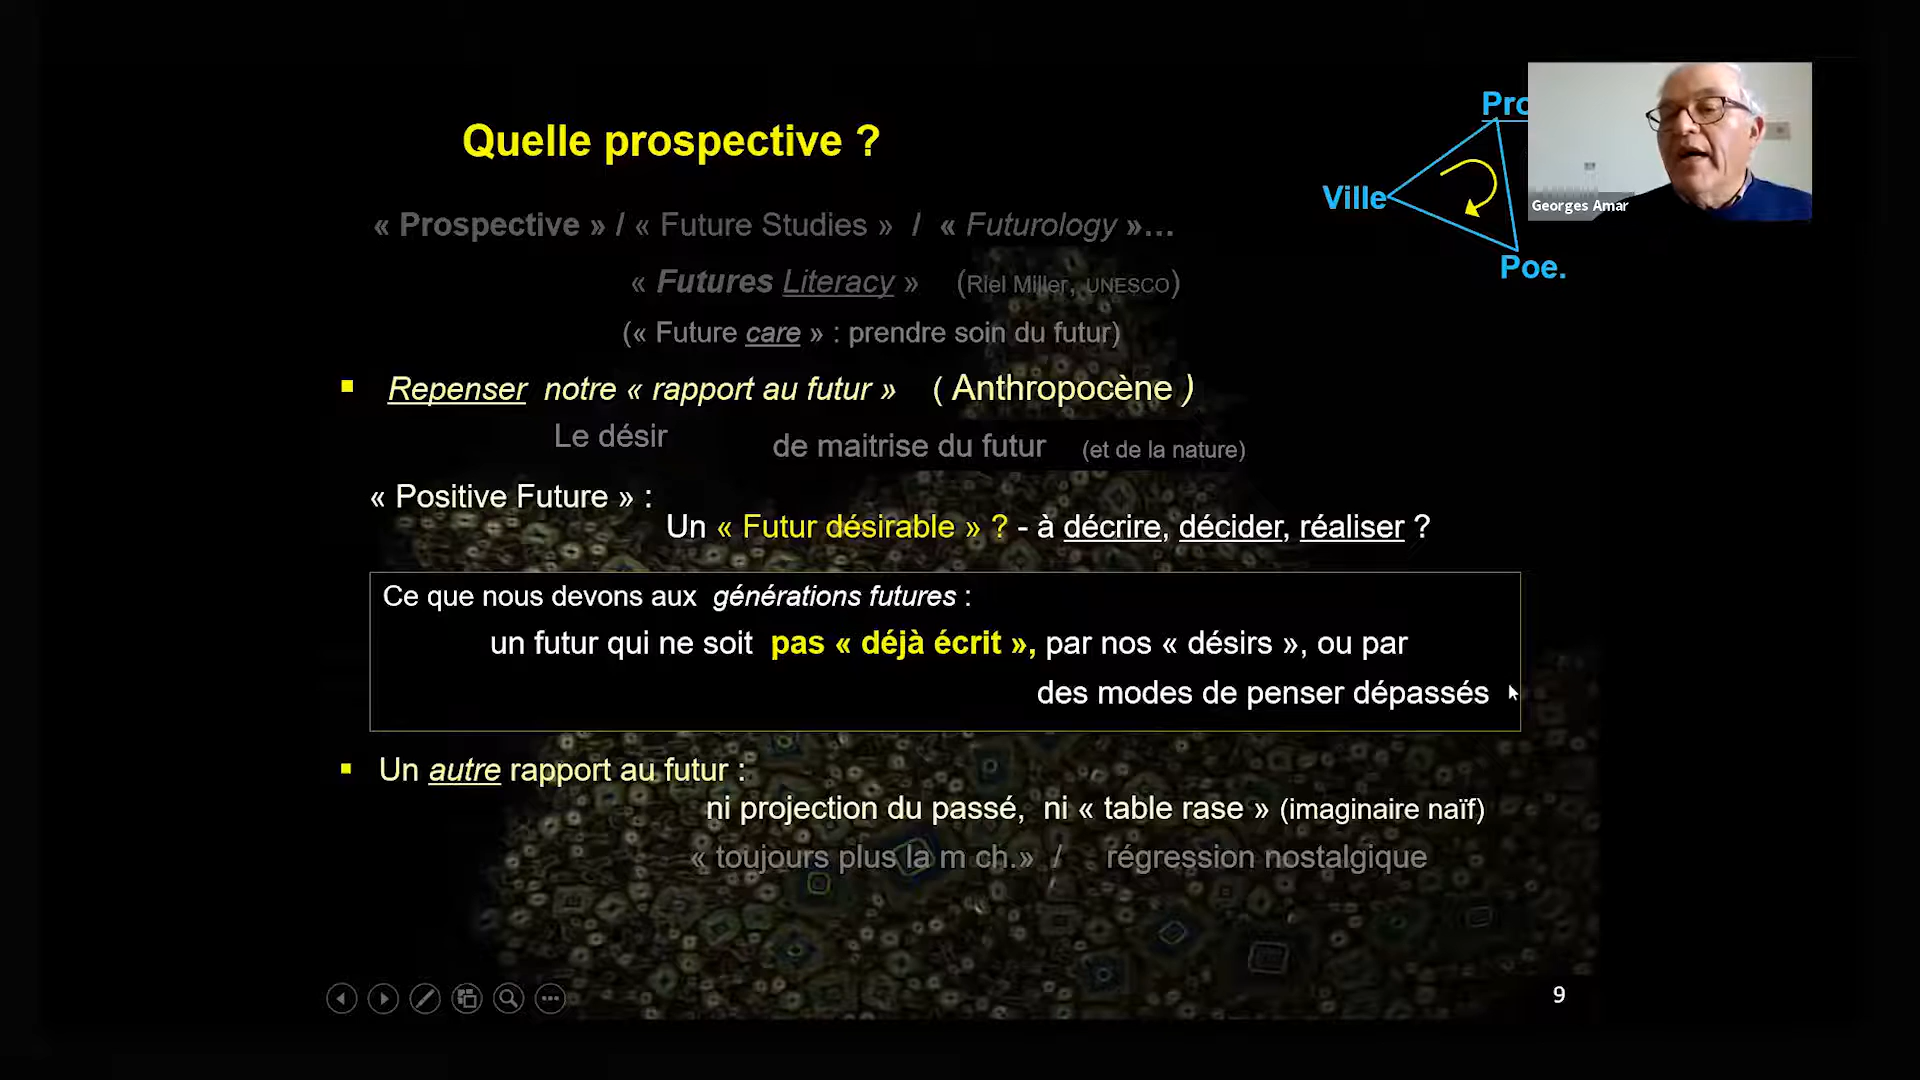 Quelle prospective ?
Pro
Ville
Poe.
Georges Amar
« Prospective » / « Future Studies » / « Futurology »...
« Futures Literacy » (Riel Miller, UNESCO)
(« Future care » : prendre soin du futur)
▪ Repenser notre « rapport au futur » ( Anthropocène )
Le désir de maitrise du futur (et de la nature)
« Positive Future » :
Un « Futur désirable » ? - à décrire, décider, réaliser ?
Ce que nous devons aux générations futures :
un futur qui ne soit pas « déjà écrit », par nos « désirs », ou par
des modes de penser dépassés
▪ Un autre rapport au futur :
ni projection du passé, ni « table rase » (imaginaire naïf)
« toujours plus la m ch.» / régression nostalgique
9